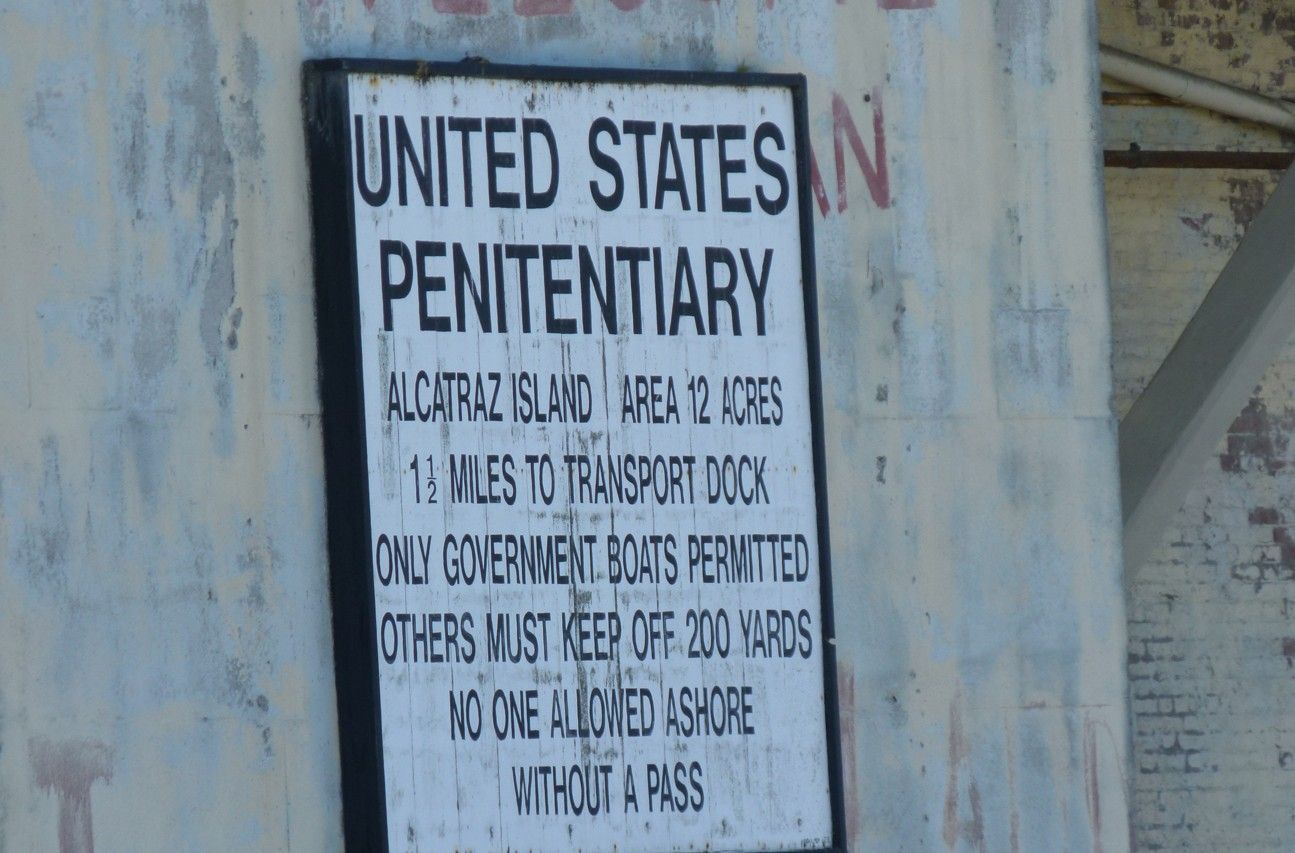 UNITED STATES
PENITENTIARY
ALCATRAZ ISLAND AREA 12 ACRES
1½ MILES TO TRANSPORT DOCK
ONLY GOVERNMENT BOATS PERMITTED
OTHERS MUST KEEP OFF 200 YARDS
NO ONE ALLOWED ASHORE
WITHOUT A PASS